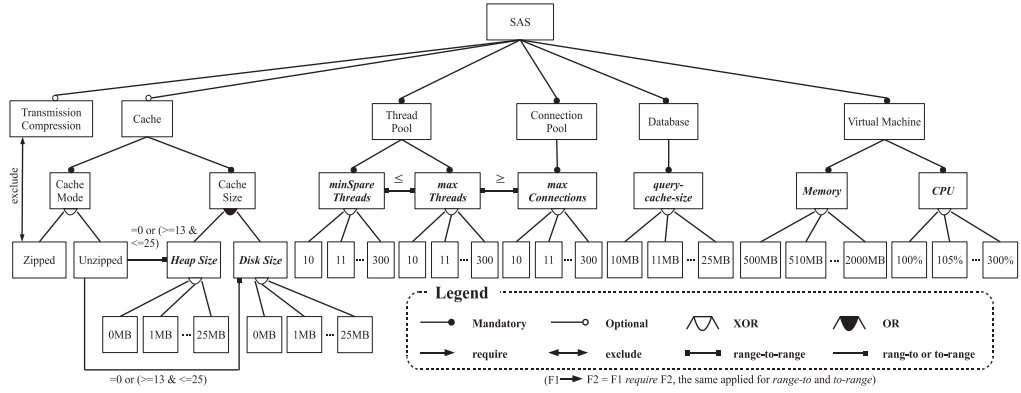 SAS
Transmission
Compression
Cache
Thread
Pool
Connection
Pool
Database
Virtual Machine
exclude
Cache
Mode
Cache
Size
minSpare
Threads
≤
max
Threads
≥
max
Connections
query-
cache-size
Memory
CPU
=0 or (>=13 &
<=25)
Zipped
Unzipped
Heap Size
Disk Size
10
11
...
300
10
11
...
300
10
11
...
300
10MB
11MB
...
25MB
500MB
510MB
...
2000MB
100%
105%
...
300%
0MB
1MB
...
25MB
0MB
1MB
...
25MB
=0 or (>=13 & <=25)
Legend
Mandatory
Optional
XOR
OR
require
exclude
range-to-range
rang-to or to-range
(F1 → F2 = F1 require F2, the same applied for range-to and to-range)